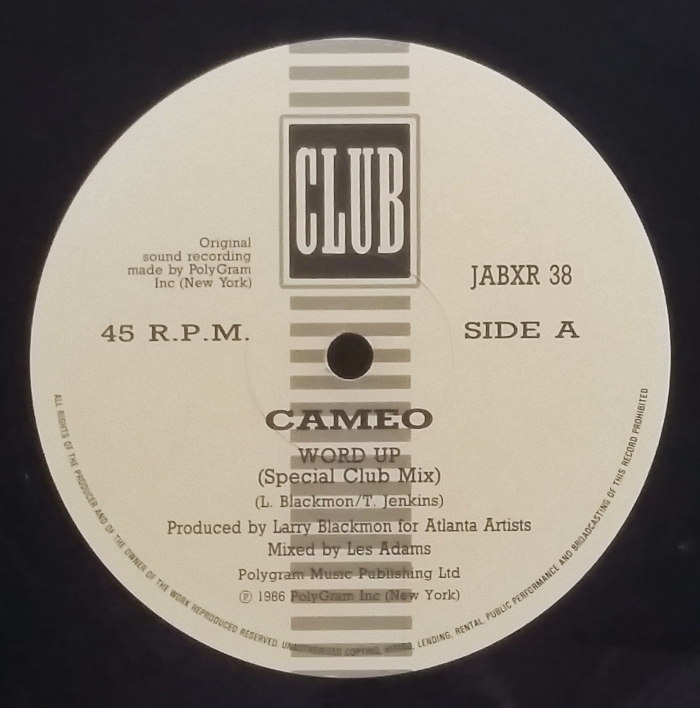 CLUB
Original
sound recording
made by PolyGram
Inc (New York)
JABXR 38
45 R.P.M.
SIDE A
CAMEO
WORD UP
(Special Club Mix)
(L. Blackmon/T. Jenkins)
Produced by Larry Blackmon for Atlanta Artists
Mixed by Les Adams
Polygram Music Publishing Ltd
℗ 1986 PolyGram Inc (New York)
ALL RIGHTS OF THE PRODUCER AND OF THE OWNER OF THE WORK REPRODUCED RESERVED. UNAUTHORISED COPYING, HIRING, LENDING, RENTAL, PUBLIC PERFORMANCE AND BROADCASTING OF THIS RECORD PROHIBITED